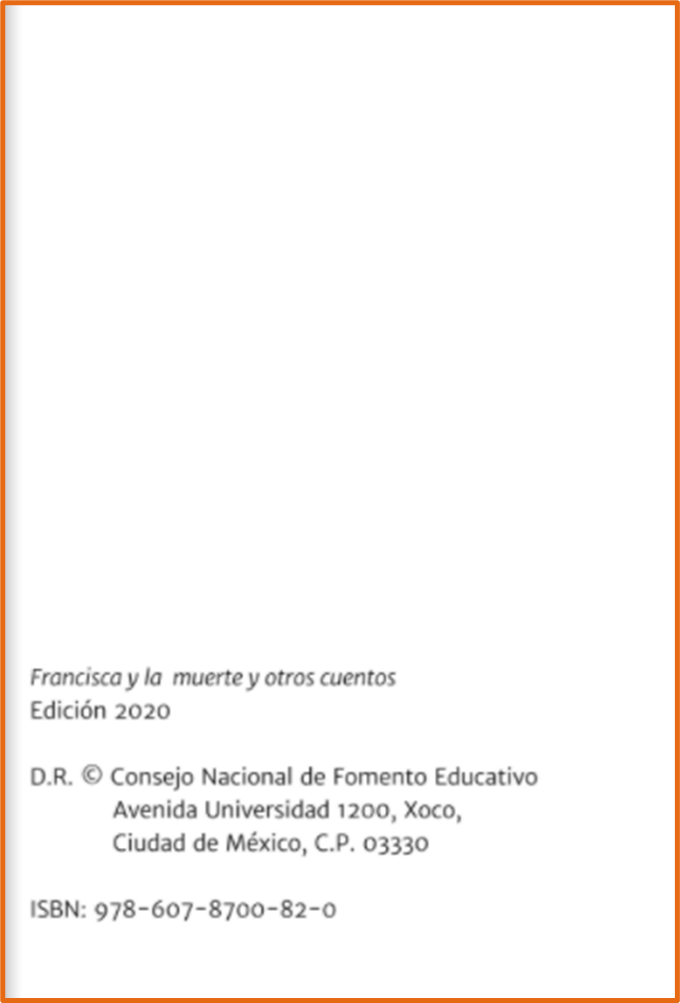 Francisca y la muerte y otros cuentos
Edición 2020
D.R. © Consejo Nacional de Fomento Educativo
Avenida Universidad 1200, Xoco,
Ciudad de México, C.P. 03330
ISBN: 978-607-8700-82-0